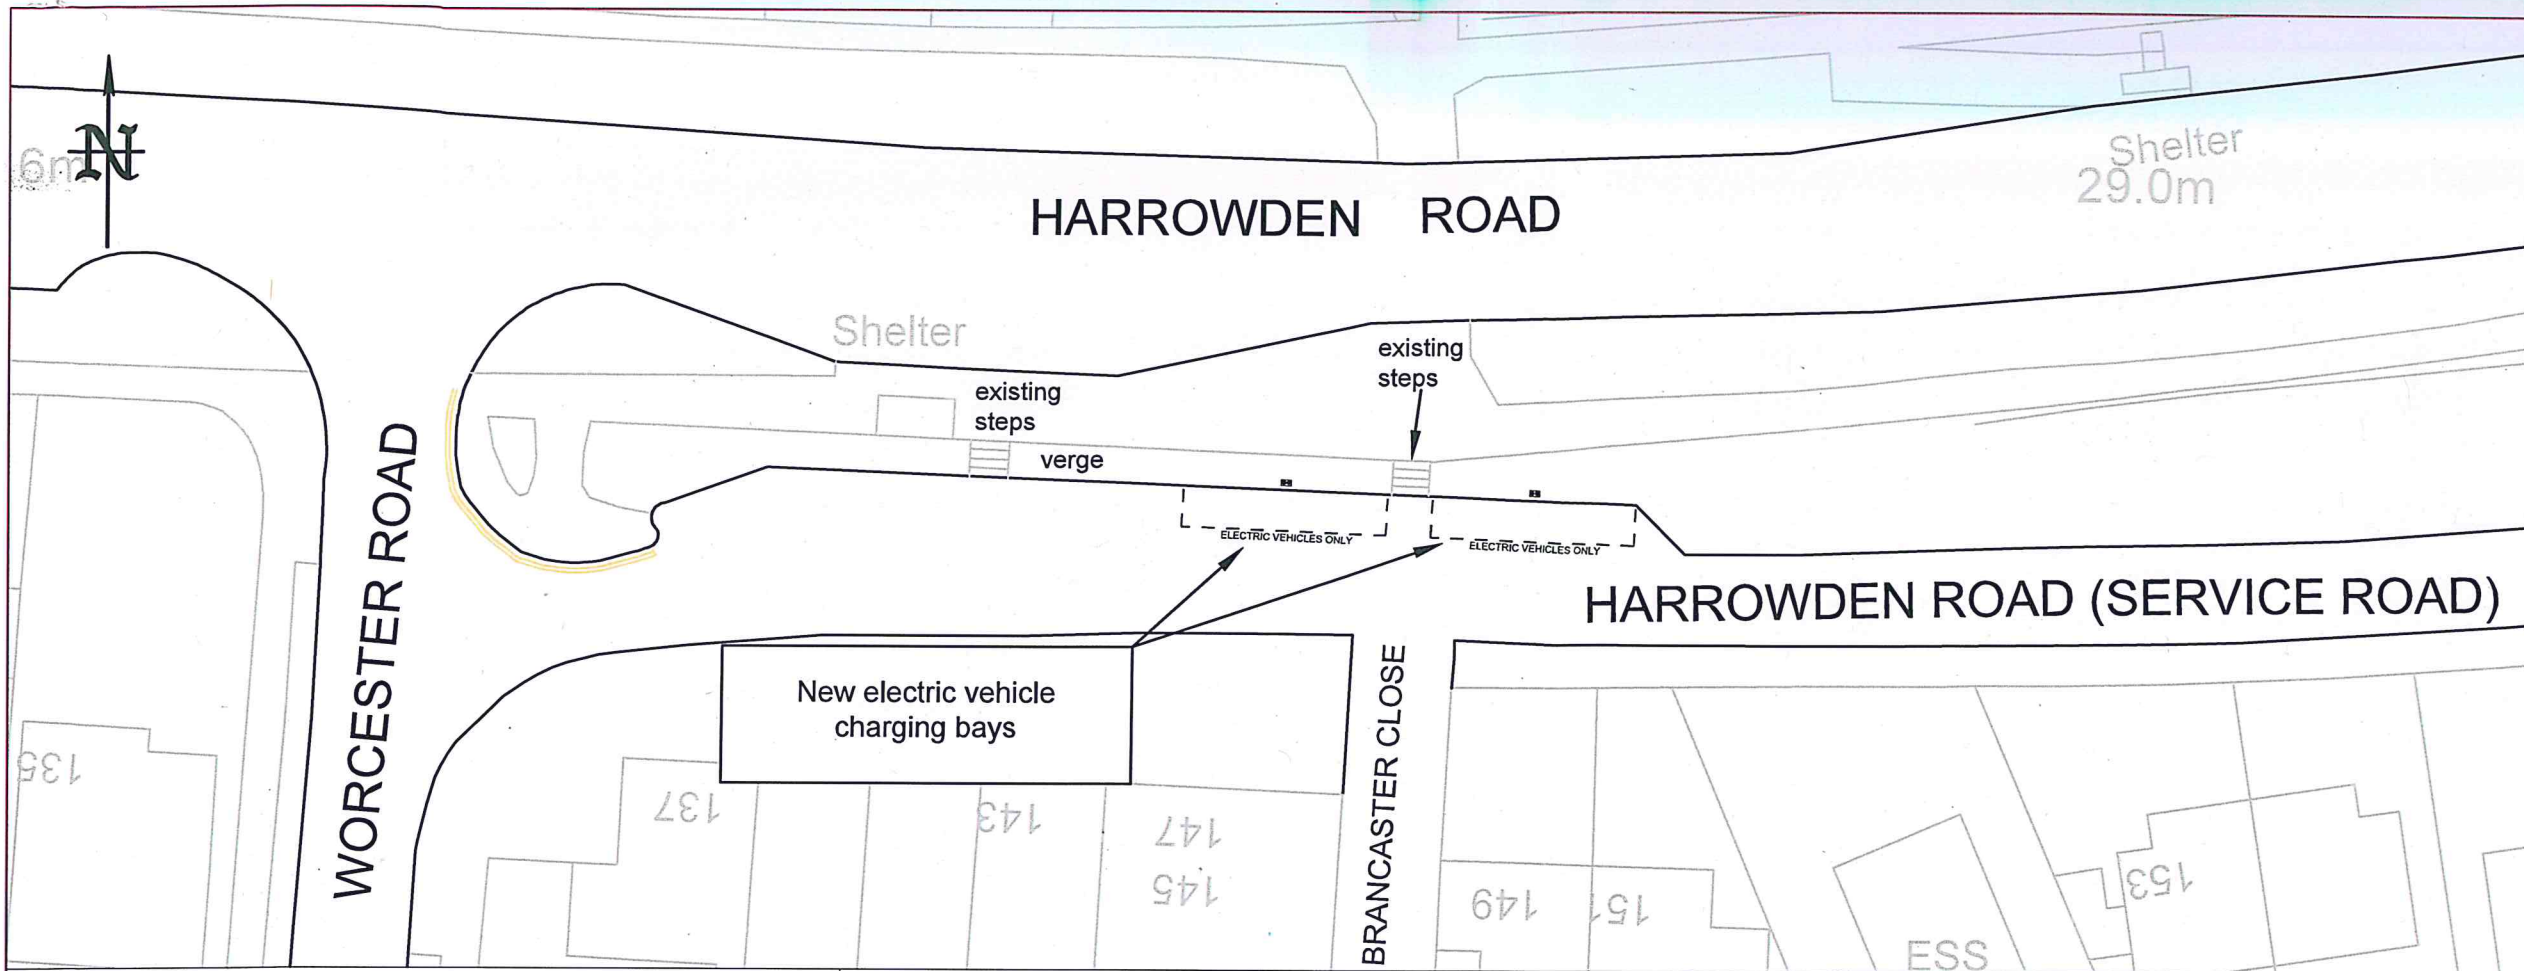 N
6m
Shelter
29.0m
HARROWDEN ROAD
Shelter
existing
steps
existing
steps
verge
ELECTRIC VEHICLES ONLY
ELECTRIC VEHICLES ONLY
HARROWDEN ROAD (SERVICE ROAD)
WORCESTER ROAD
New electric vehicle
charging bays
BRANCASTER CLOSE
135
137
143
147
145
149
151
153
ESS